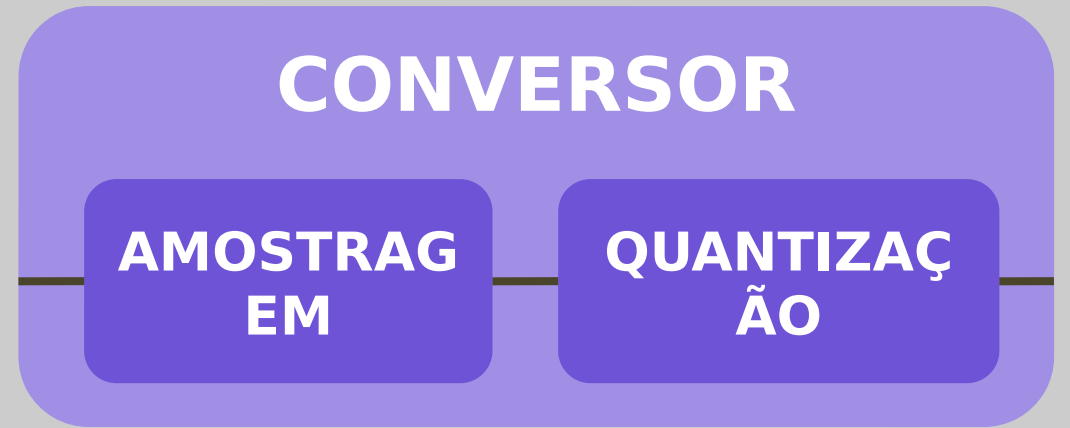 CONVERSOR
AMOSTRAG
EM
QUANTIZAÇ
ÃO